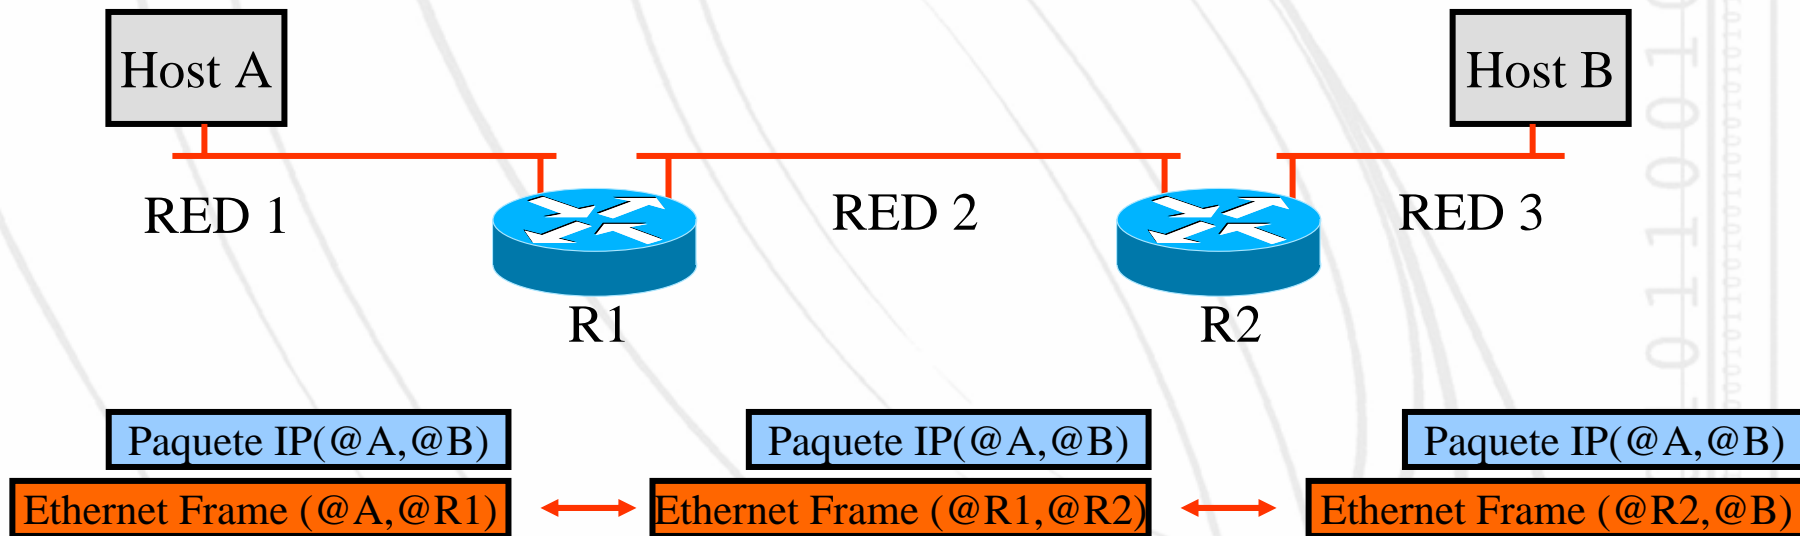 Host A
Host B
RED 1
RED 2
RED 3
R1
R2
Paquete IP(@A,@B)
Paquete IP(@A,@B)
Paquete IP(@A,@B)
Ethernet Frame (@A,@R1)
Ethernet Frame (@R1,@R2)
Ethernet Frame (@R2,@B)